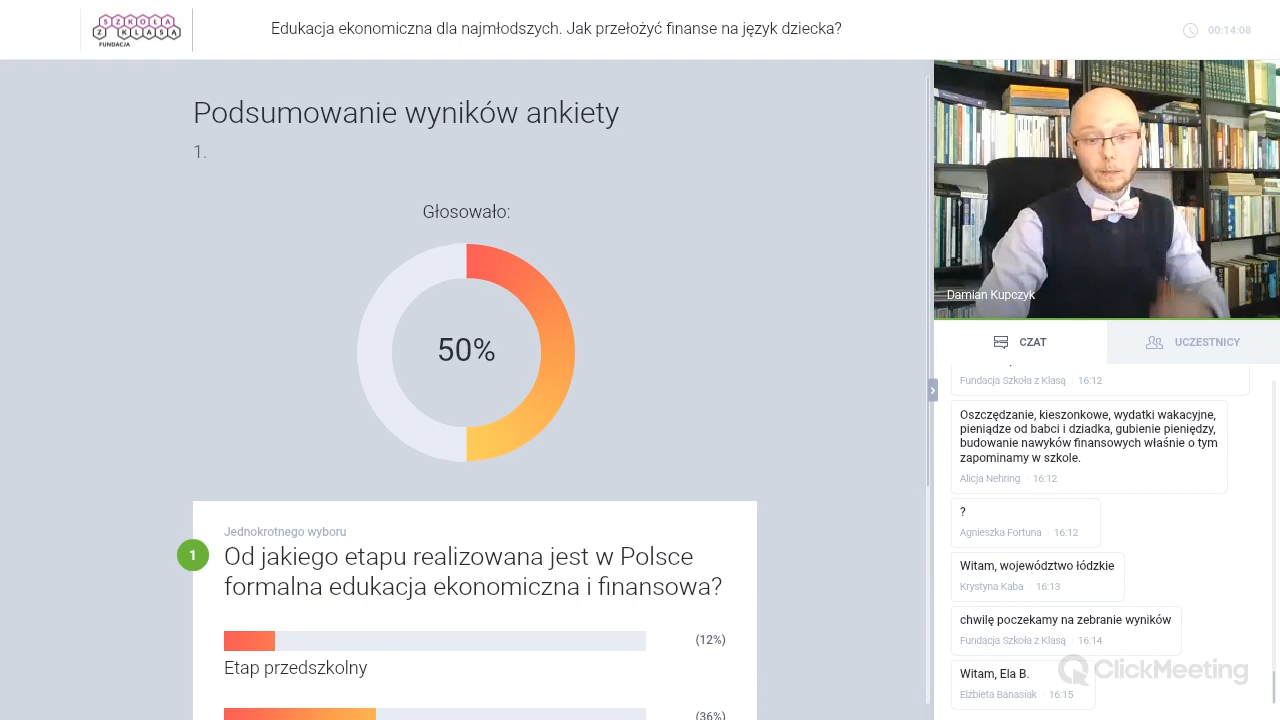 SZKOŁA
Z KLASĄ
FUNDACJA
Edukacja ekonomiczna dla najmłodszych. Jak przełożyć finanse na język dziecka?
00:14:08
Podsumowanie wyników ankiety
1.
Głosowało:
50%
Jednokrotnego wyboru
1
Od jakiego etapu realizowana jest w Polsce
formalna edukacja ekonomiczna i finansowa?
(12%)
Etap przedszkolny
(36%)
Damian Kupczyk
CZAT
UCZESTNICY
Fundacja Szkoła z Klasą 16:12
Oszczędzanie, kieszonkowe, wydatki wakacyjne,
pieniądze od babci i dziadka, gubienie pieniędzy,
budowanie nawyków finansowych właśnie o tym
zapominamy w szkole.
Alicja Nehring 16:12
?
Agnieszka Fortuna 16:12
Witam, województwo łódzkie
Krystyna Kaba 16:13
chwilę poczekamy na zebranie wyników
Fundacja Szkoła z Klasą 16:14
Witam, Ela B.
Elżbieta Banasiak 16:15
ClickMeeting